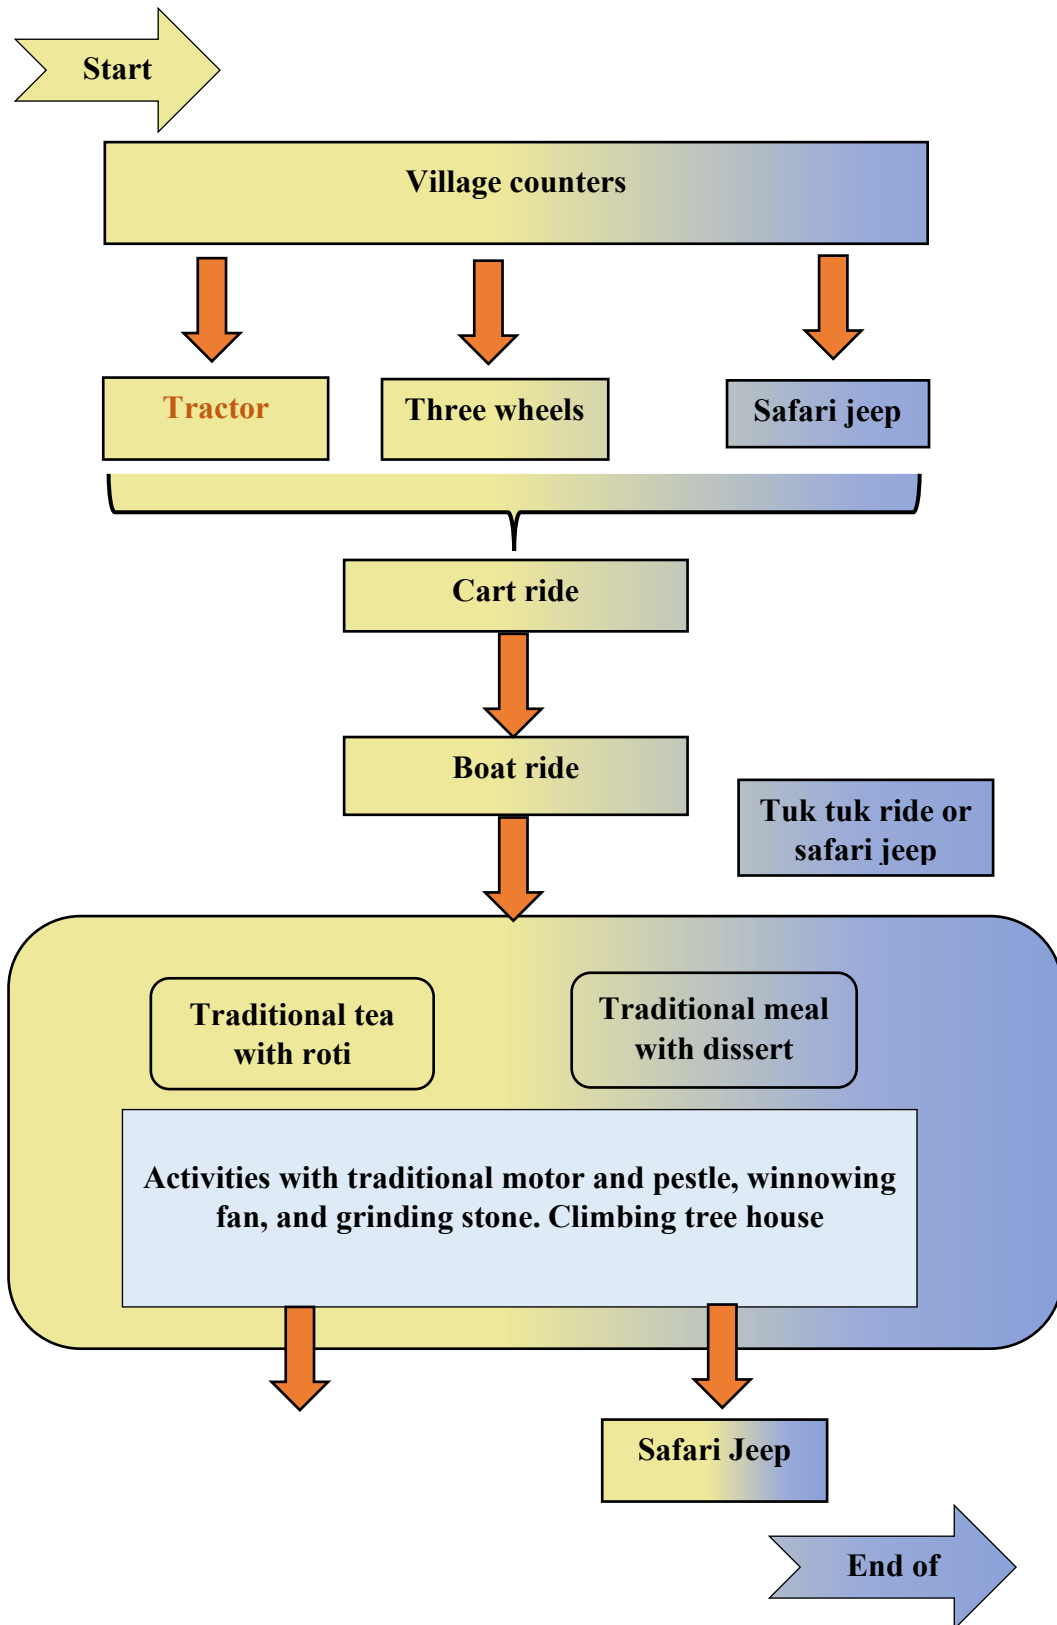 Start
Village counters
Tractor
Three wheels
Safari jeep
Cart ride
Boat ride
Tuk tuk ride or
safari jeep
Traditional tea
with roti
Traditional meal
with dissert
Activities with traditional motor and pestle, winnowing
fan, and grinding stone. Climbing tree house
Safari Jeep
End of